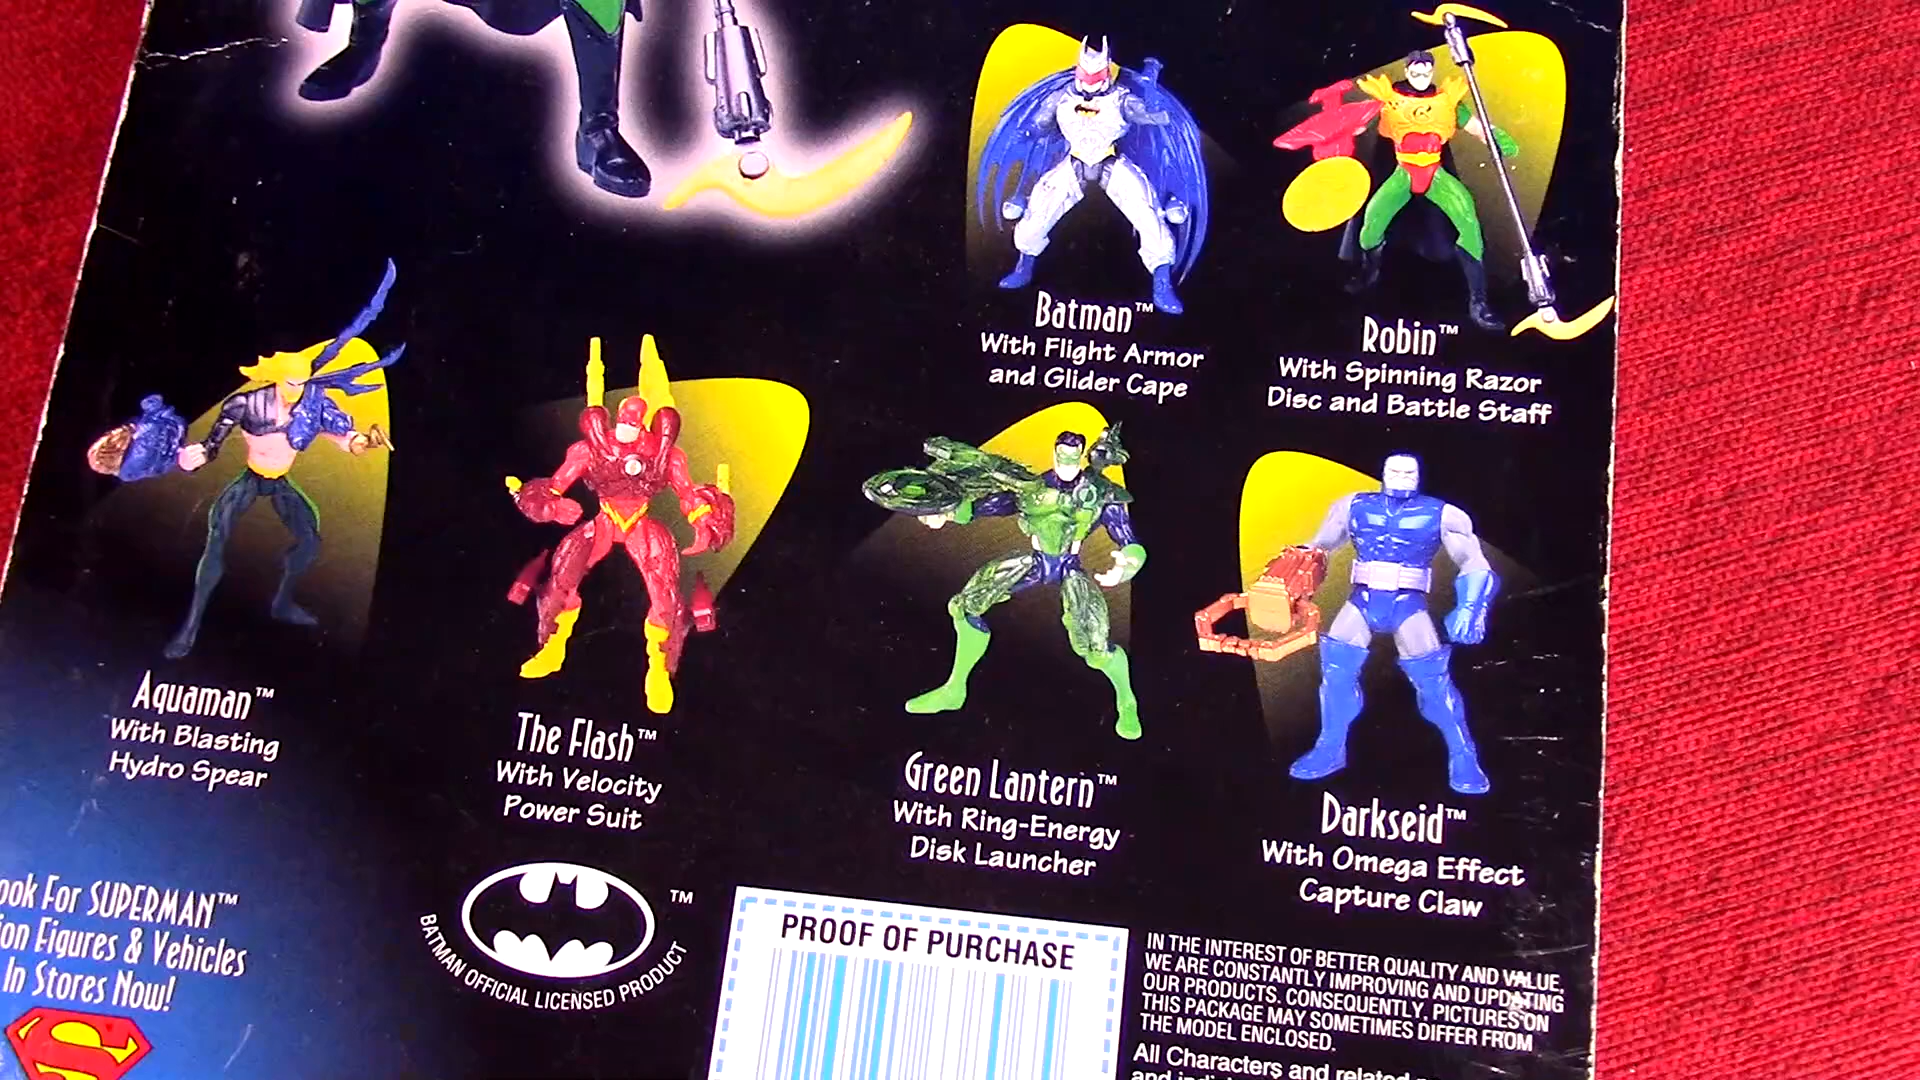 Batman™
With Flight Armor
and Glider Cape
Robin™
With Spinning Razor
Disc and Battle Staff
Aquaman™
With Blasting
Hydro Spear
The Flash™
With Velocity
Power Suit
Green Lantern™
With Ring-Energy
Disk Launcher
Darkseid™
With Omega Effect
Capture Claw
For SUPERMAN™
Figures & Vehicles
In Stores Now!
S
™
BATMAN OFFICIAL LICENSED PRODUCT
PROOF OF PURCHASE
IN THE INTEREST OF BETTER QUALITY AND VALUE,
WE ARE CONSTANTLY IMPROVING AND UPDATING
OUR PRODUCTS. CONSEQUENTLY, PICTURES ON
THIS PACKAGE MAY SOMETIMES DIFFER FROM
THE MODEL ENCLOSED.
All Characters and related